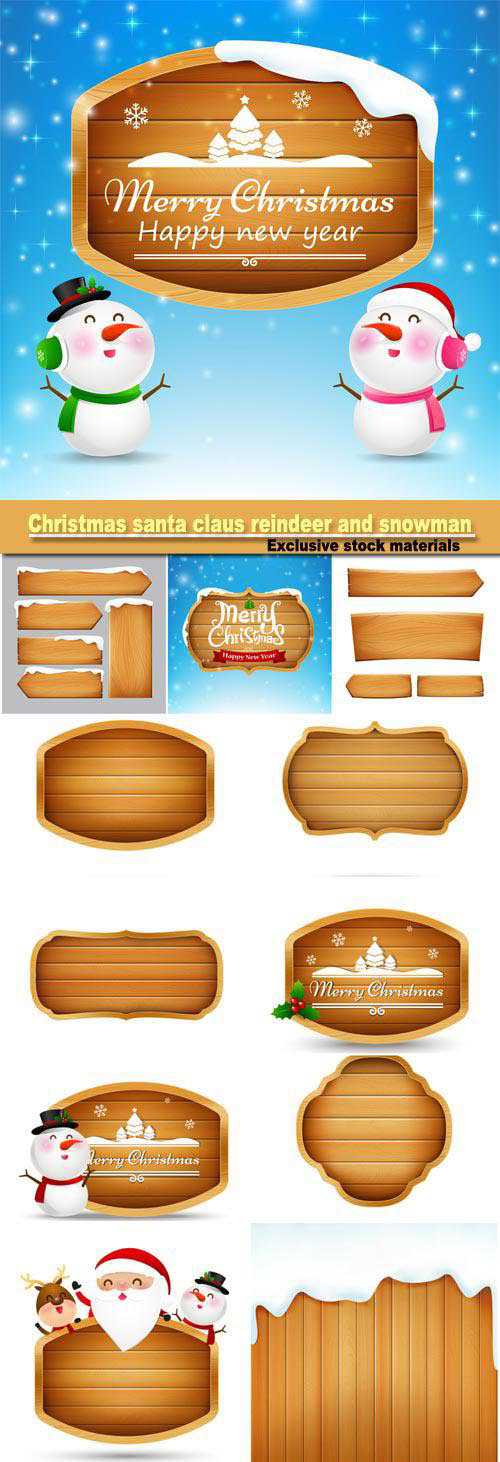 Merry Christmas
Happy new year
Christmas santa claus reindeer and snowman
Exclusive stock materials
Merry
Christmas
Happy New Year
Merry Christmas
Merry Christmas